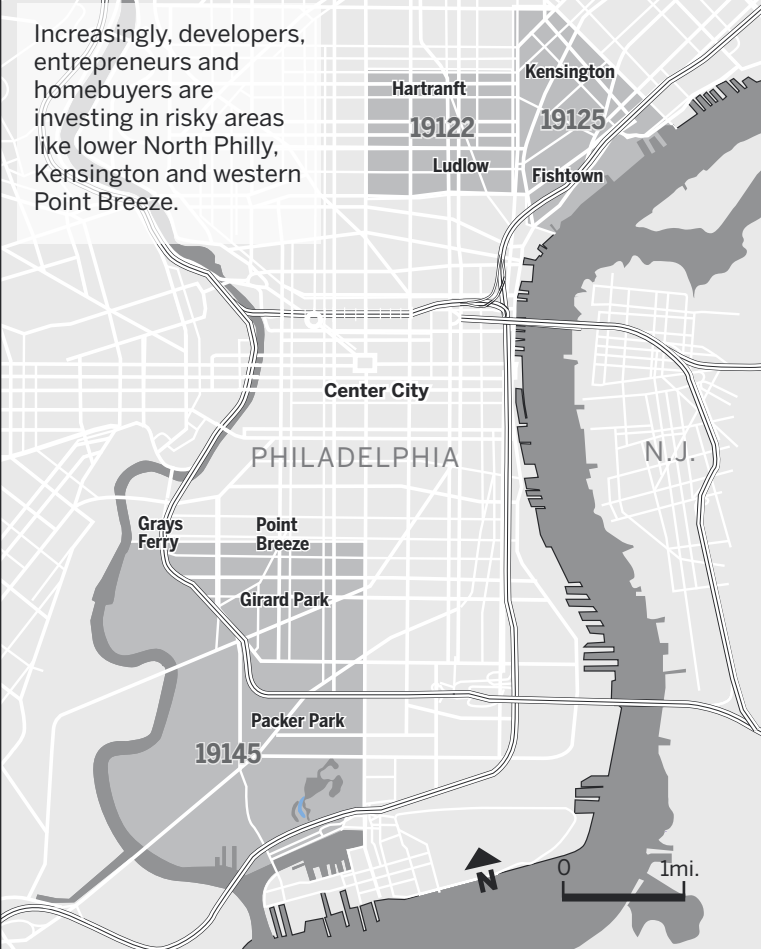 Increasingly, developers,
entrepreneurs and
homebuyers are
investing in risky areas
like lower North Philly,
Kensington and western
Point Breeze.
Kensington
Hartranft
19122
19125
Ludlow
Fishtown
Center City
PHILADELPHIA
N.J.
Grays
Ferry
Point
Breeze
Girard Park
Packer Park
19145
N
0 1mi.